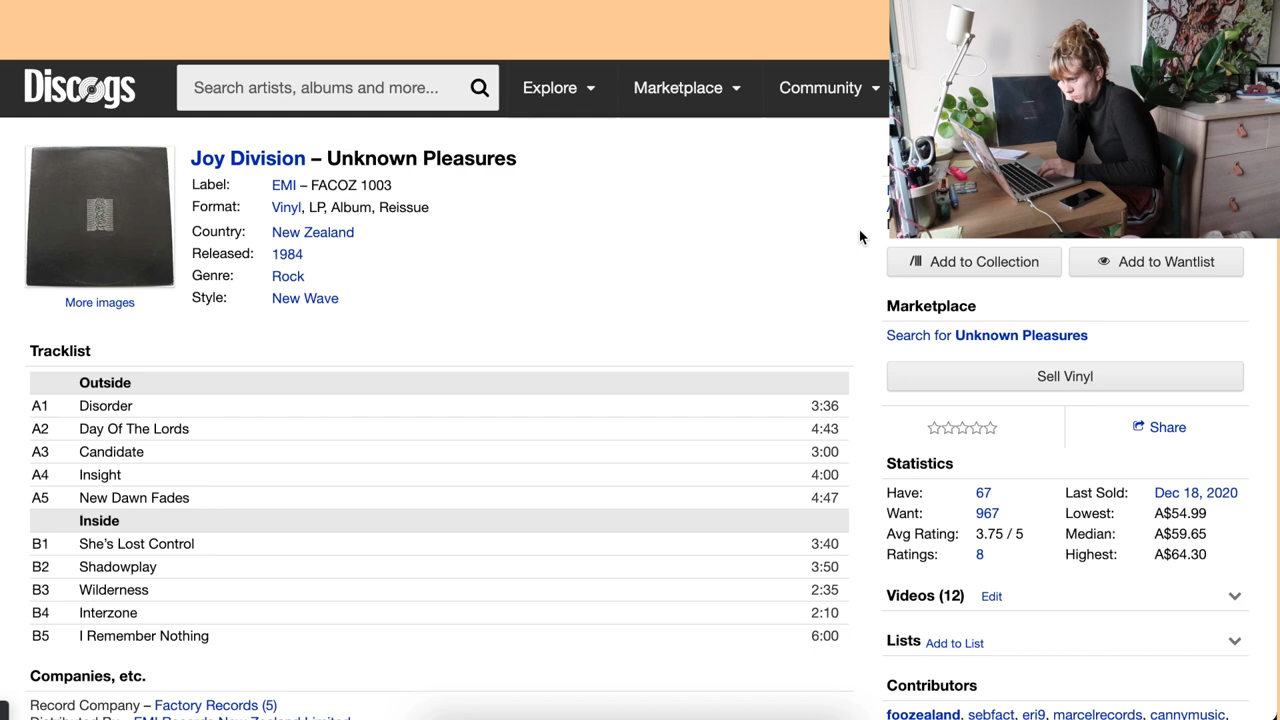 Discogs
Search artists, albums and more...
Explore
Marketplace
Community
Joy Division – Unknown Pleasures
Label: EMI – FACOZ 1003
Format: Vinyl, LP, Album, Reissue
Country: New Zealand
Released: 1984
Genre: Rock
Style: New Wave
More images
Tracklist
Outside
A1 Disorder 3:36
A2 Day Of The Lords 4:43
A3 Candidate 3:00
A4 Insight 4:00
A5 New Dawn Fades 4:47
Inside
B1 She's Lost Control 3:40
B2 Shadowplay 3:50
B3 Wilderness 2:35
B4 Interzone 2:10
B5 I Remember Nothing 6:00
Companies, etc.
Record Company – Factory Records (5)
Distributed By – EMI Records New Zealand Limited
Add to Collection
Add to Wantlist
Marketplace
Search for Unknown Pleasures
Sell Vinyl
Share
Statistics
Have: 67
Last Sold: Dec 18, 2020
Want: 967
Lowest: A$54.99
Avg Rating: 3.75 / 5
Median: A$59.65
Ratings: 8
Highest: A$64.30
Videos (12) Edit
Lists Add to List
Contributors
foozealand, sebfact, eri9, marcelrecords, cannymusic,